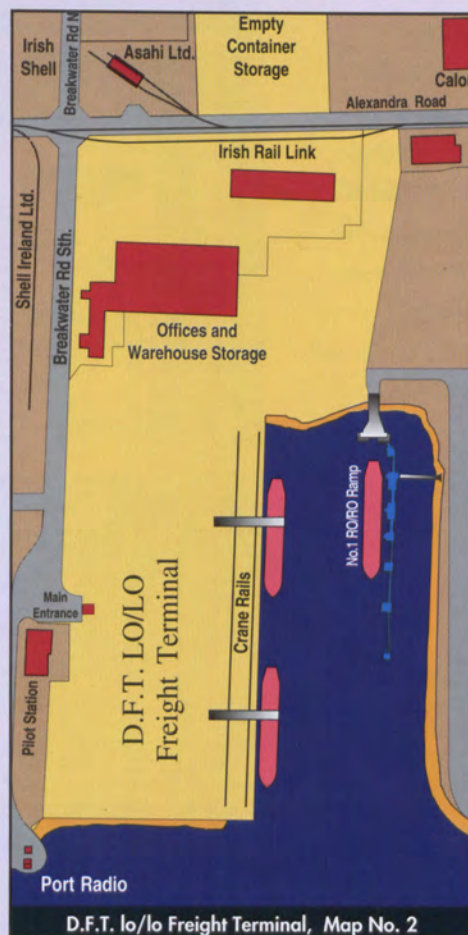 Irish
Shell
Breakwater Rd N
Asahi Ltd.
Empty
Container
Storage
Calo
Alexandra Road
Irish Rail Link
Shell Ireland Ltd.
Breakwater Rd Sth.
Offices and
Warehouse Storage
No.1 RO/RO Ramp
Crane Rails
D.F.T. LO/LO
Freight Terminal
Main
Entrance
Pilot Station
Port Radio
D.F.T. lo/lo Freight Terminal, Map No. 2